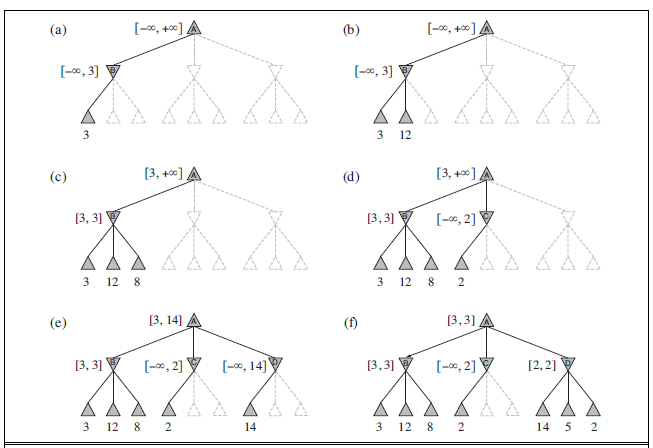 (a) [−∞, +∞] A
[−∞, 3] B
3
(b) [−∞, +∞] A
[−∞, 3] B
3 12
(c) [3, +∞] A
[3, 3] B
3 12 8
(d) [3, +∞] A
[3, 3] B [−∞, 2] C
3 12 8 2
(e) [3, 14] A
[3, 3] B [−∞, 2] C [−∞, 14] D
3 12 8 2 14
(f) [3, 3] A
[3, 3] B [−∞, 2] C [2, 2] D
3 12 8 2 14 5 2